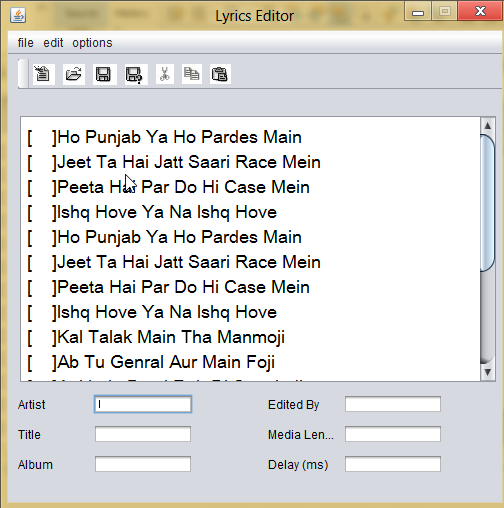 Lyrics Editor
file edit options
[ ]Ho Punjab Ya Ho Pardes Main
[ ]Jeet Ta Hai Jatt Saari Race Mein
[ ]Peeta Hai Par Do Hi Case Mein
[ ]Ishq Hove Ya Na Ishq Hove
[ ]Ho Punjab Ya Ho Pardes Main
[ ]Jeet Ta Hai Jatt Saari Race Mein
[ ]Peeta Hai Par Do Hi Case Mein
[ ]Ishq Hove Ya Na Ishq Hove
[ ]Kal Talak Main Tha Manmoji
[ ]Ab Tu Genral Aur Main Foji
Artist Edited By
Title Media Len...
Album Delay (ms)